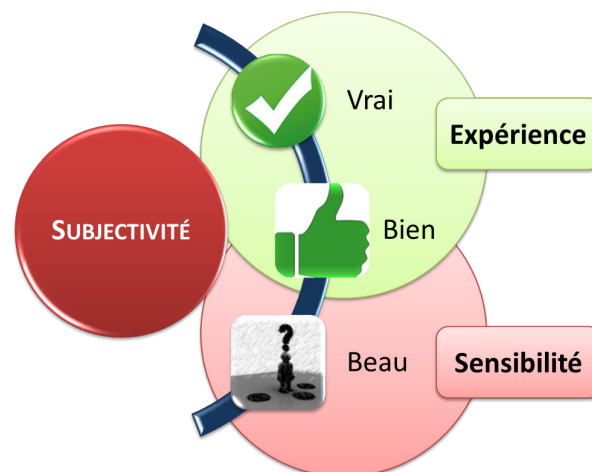 Vrai
Expérience
SUBJECTIVITÉ
Bien
Beau
Sensibilité